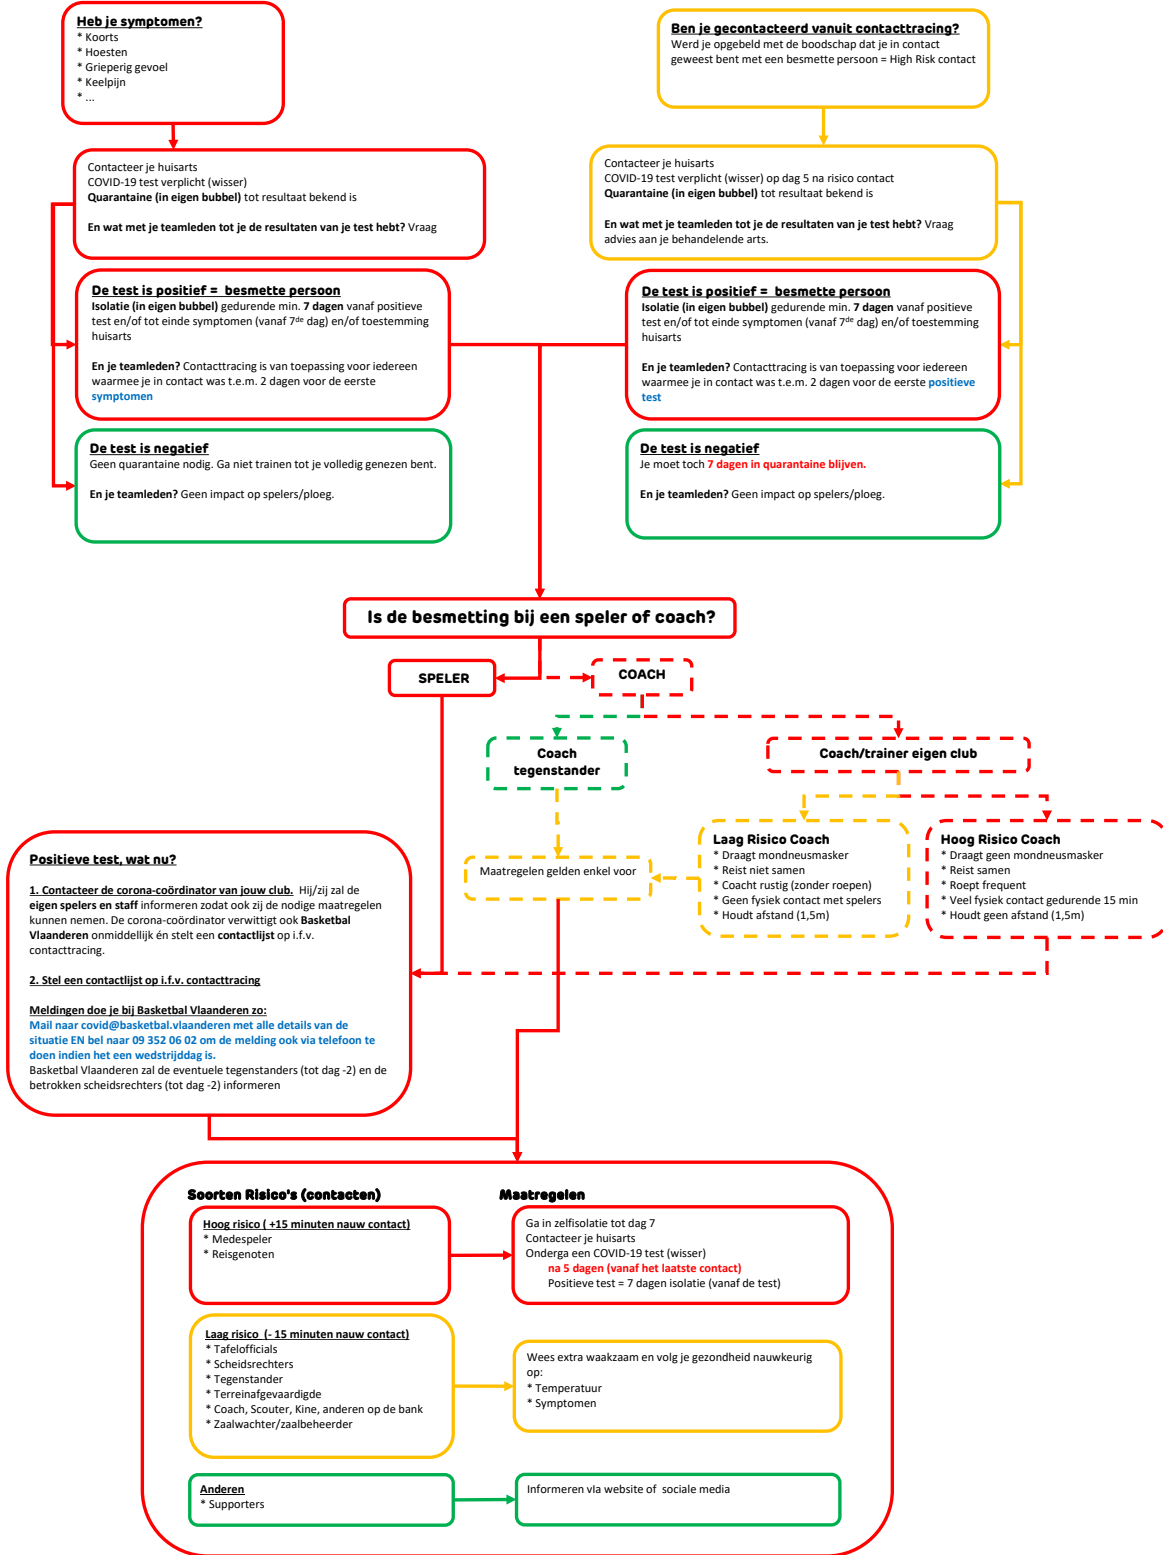 Heb je symptomen?
* Koorts
* Hoesten
* Grieperig gevoel
* Keelpijn
* ...
Ben je gecontacteerd vanuit contacttracing?
Werd je opgebeld met de boodschap dat je in contact
geweest bent met een besmette persoon = High Risk contact
Contacteer je huisarts
COVID-19 test verplicht (wisser)
Quarantaine (in eigen bubbel) tot resultaat bekend is
En wat met je teamleden tot je de resultaten van je test hebt? Vraag
Contacteer je huisarts
COVID-19 test verplicht (wisser) op dag 5 na risico contact
Quarantaine (in eigen bubbel) tot resultaat bekend is
En wat met je teamleden tot je de resultaten van je test hebt? Vraag
advies aan je behandelende arts.
De test is positief = besmette persoon
Isolatie (in eigen bubbel) gedurende min. 7 dagen vanaf positieve
test en/of tot einde symptomen (vanaf 7de dag) en/of toestemming
huisarts
En je teamleden? Contacttracing is van toepassing voor iedereen
waarmee je in contact was t.e.m. 2 dagen voor de eerste
symptomen
De test is positief = besmette persoon
Isolatie (in eigen bubbel) gedurende min. 7 dagen vanaf positieve
test en/of tot einde symptomen (vanaf 7de dag) en/of toestemming
huisarts
En je teamleden? Contacttracing is van toepassing voor iedereen
waarmee je in contact was t.e.m. 2 dagen voor de eerste positieve
test
De test is negatief
Geen quarantaine nodig. Ga niet trainen tot je volledig genezen bent.
En je teamleden? Geen impact op spelers/ploeg.
De test is negatief
Je moet toch 7 dagen in quarantaine blijven.
En je teamleden? Geen impact op spelers/ploeg.
Is de besmetting bij een speler of coach?
SPELER
COACH
Coach
tegenstander
Coach/trainer eigen club
Maatregelen gelden enkel voor
Laag Risico Coach
* Draagt mondneusmasker
* Reist niet samen
* Coacht rustig (zonder roepen)
* Geen fysiek contact met spelers
* Houdt afstand (1,5m)
Hoog Risico Coach
* Draagt geen mondneusmasker
* Reist samen
* Roept frequent
* Veel fysiek contact gedurende 15 min
* Houdt geen afstand (1,5m)
Positieve test, wat nu?
1. Contacteer de corona-coördinator van jouw club. Hij/zij zal de
eigen spelers en staff informeren zodat ook zij de nodige maatregelen
kunnen nemen. De corona-coördinator verwittigt ook Basketbal
Vlaanderen onmiddellijk én stelt een contactlijst op i.f.v.
contacttracing.
2. Stel een contactlijst op i.f.v. contacttracing
Meldingen doe je bij Basketbal Vlaanderen zo:
Mail naar covid@basketbal.vlaanderen met alle details van de
situatie EN bel naar 09 352 06 02 om de melding ook via telefoon te
doen indien het een wedstrijddag is.
Basketbal Vlaanderen zal de eventuele tegenstanders (tot dag -2) en de
betrokken scheidsrechters (tot dag -2) informeren
Soorten Risico's (contacten)
Maatregelen
Hoog risico ( +15 minuten nauw contact)
* Medespeler
* Reisgenoten
Ga in zelfisolatie tot dag 7
Contacteer je huisarts
Onderga een COVID-19 test (wisser)
na 5 dagen (vanaf het laatste contact)
Positieve test = 7 dagen isolatie (vanaf de test)
Laag risico (- 15 minuten nauw contact)
* Tafelofficials
* Scheidsrechters
* Tegenstander
* Terreinafgevaardigde
* Coach, Scouter, Kine, anderen op de bank
* Zaalwachter/zaalbeheerder
Wees extra waakzaam en volg je gezondheid nauwkeurig
op:
* Temperatuur
* Symptomen
Anderen
* Supporters
Informeren via website of sociale media